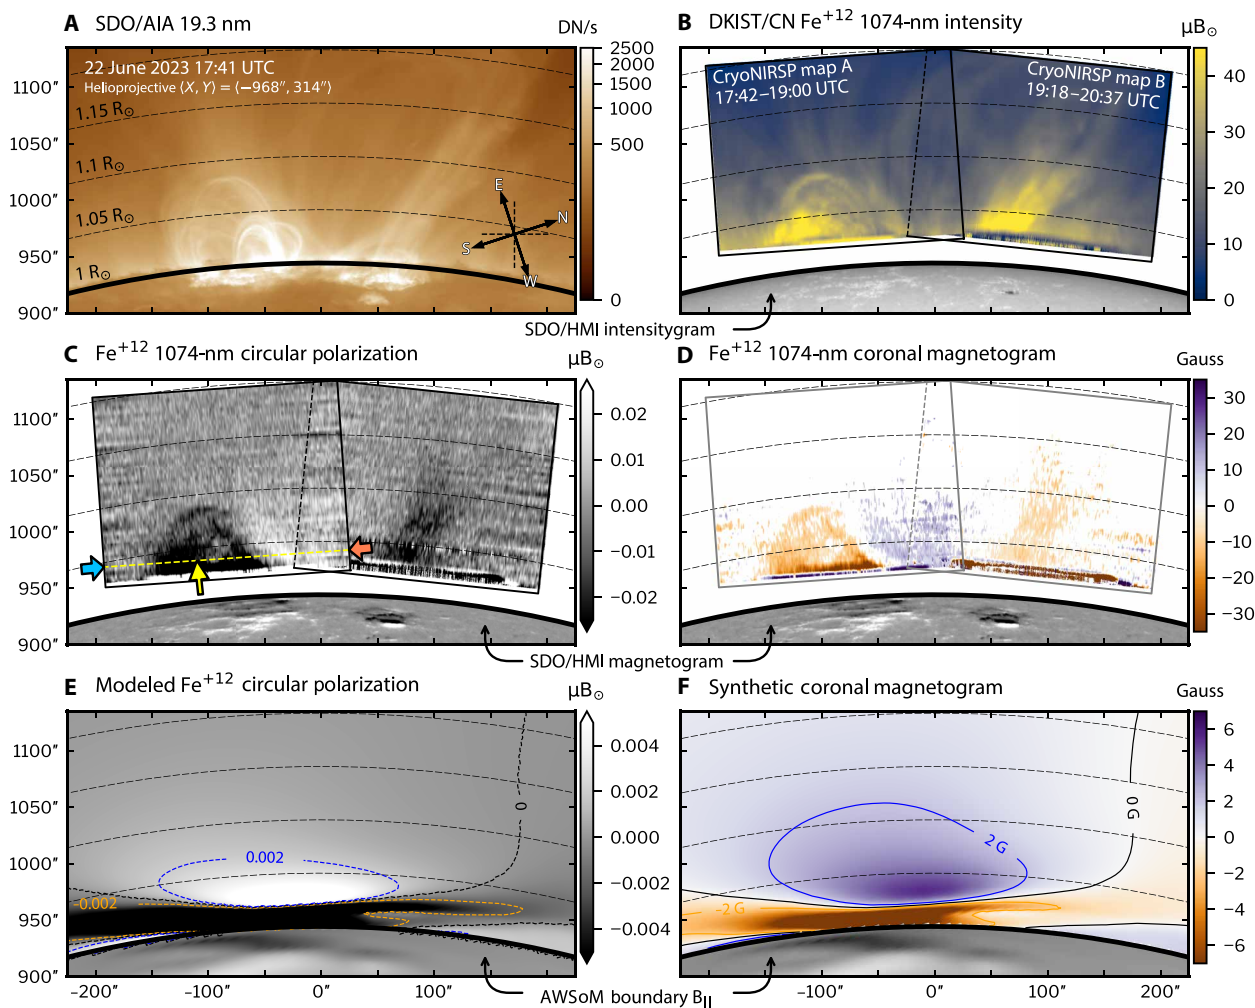 A SDO/AIA 19.3 nm
DN/s
22 June 2023 17:41 UTC
Helioprojective (X, Y) = (−968″, 314″)
1.15 R☉
1.1 R☉
1.05 R☉
1 R☉
E
N
S
W
1100″
1050″
1000″
950″
900″
2500
2000
1500
1000
500
0
B DKIST/CN Fe⁺¹² 1074-nm intensity
μB☉
CryoNIRSP map A
17:42–19:00 UTC
CryoNIRSP map B
19:18–20:37 UTC
40
30
20
10
0
SDO/HMI intensitygram
C Fe⁺¹² 1074-nm circular polarization
μB☉
1100″
1050″
1000″
950″
900″
0.02
0.01
0.00
−0.01
−0.02
D Fe⁺¹² 1074-nm coronal magnetogram
Gauss
30
20
10
0
−10
−20
−30
SDO/HMI magnetogram
E Modeled Fe⁺¹² circular polarization
μB☉
1100″
1050″
1000″
950″
900″
0
0.002
−0.002
0.004
0.002
0.000
−0.002
−0.004
−200″
−100″
0″
100″
F Synthetic coronal magnetogram
Gauss
0 G
2 G
−2 G
6
4
2
0
−2
−4
−6
−100″
0″
100″
200″
AWSoM boundary B||